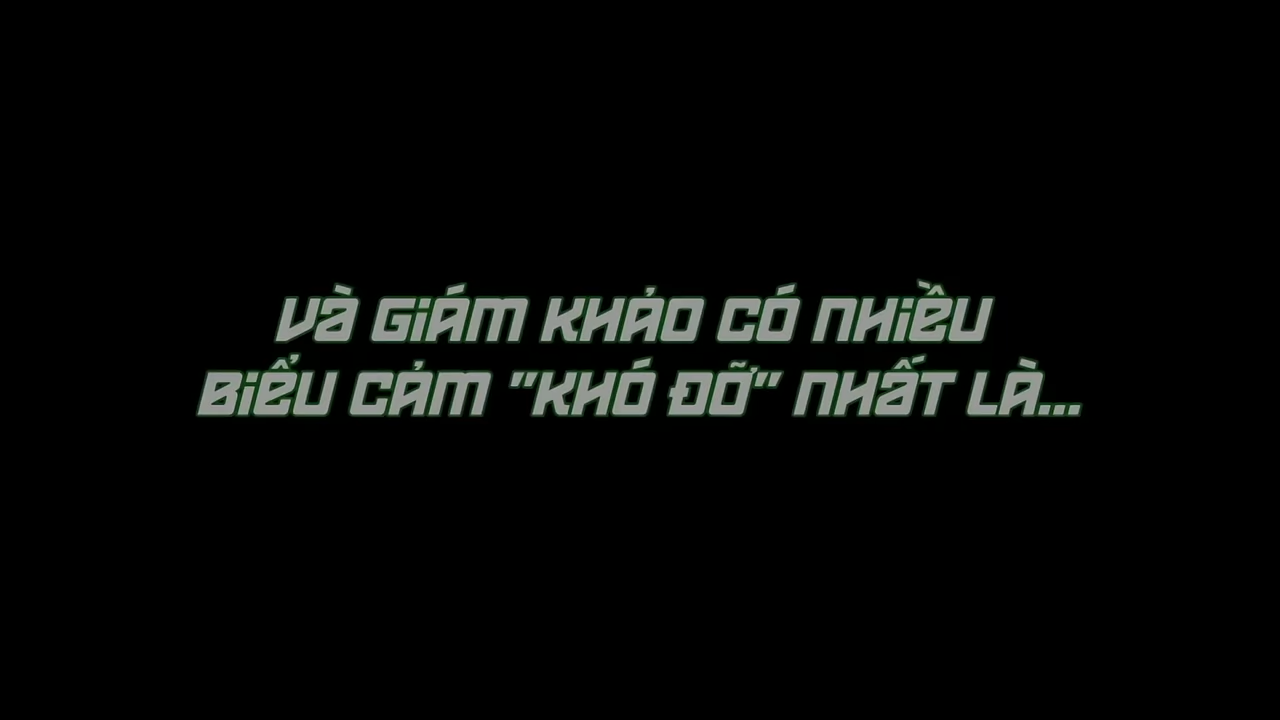 VÀ GIÁM KHẢO CÓ NHIỀU
BIỂU CẢM "KHÓ ĐỠ" NHẤT LÀ...